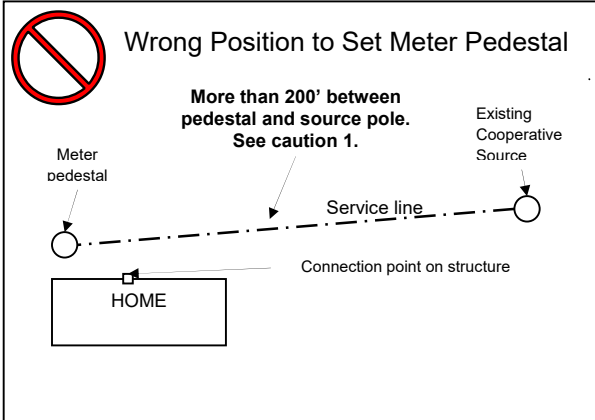 Wrong Position to Set Meter Pedestal
More than 200' between
pedestal and source pole.
See caution 1.
Existing
Cooperative
Source
Meter
pedestal
Service line
Connection point on structure
HOME